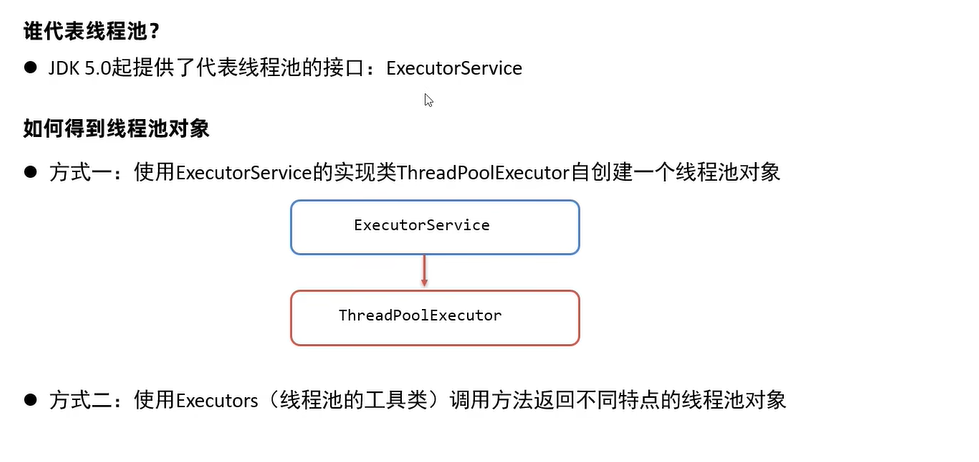 谁代表线程池？
● JDK 5.0起提供了代表线程池的接口：ExecutorService
如何得到线程池对象
● 方式一：使用ExecutorService的实现类ThreadPoolExecutor自创建一个线程池对象
ExecutorService
ThreadPoolExecutor
● 方式二：使用Executors（线程池的工具类）调用方法返回不同特点的线程池对象